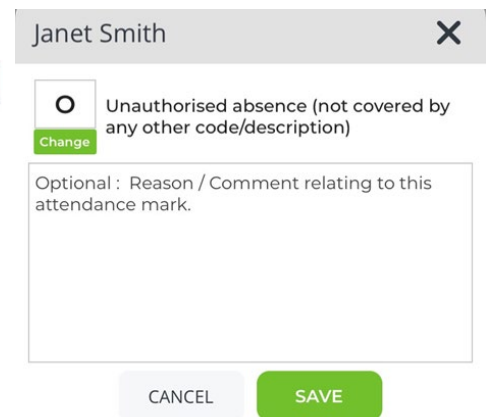 Janet Smith
O
Change
Unauthorised absence (not covered by
any other code/description)
Optional : Reason / Comment relating to this
attendance mark.
CANCEL
SAVE